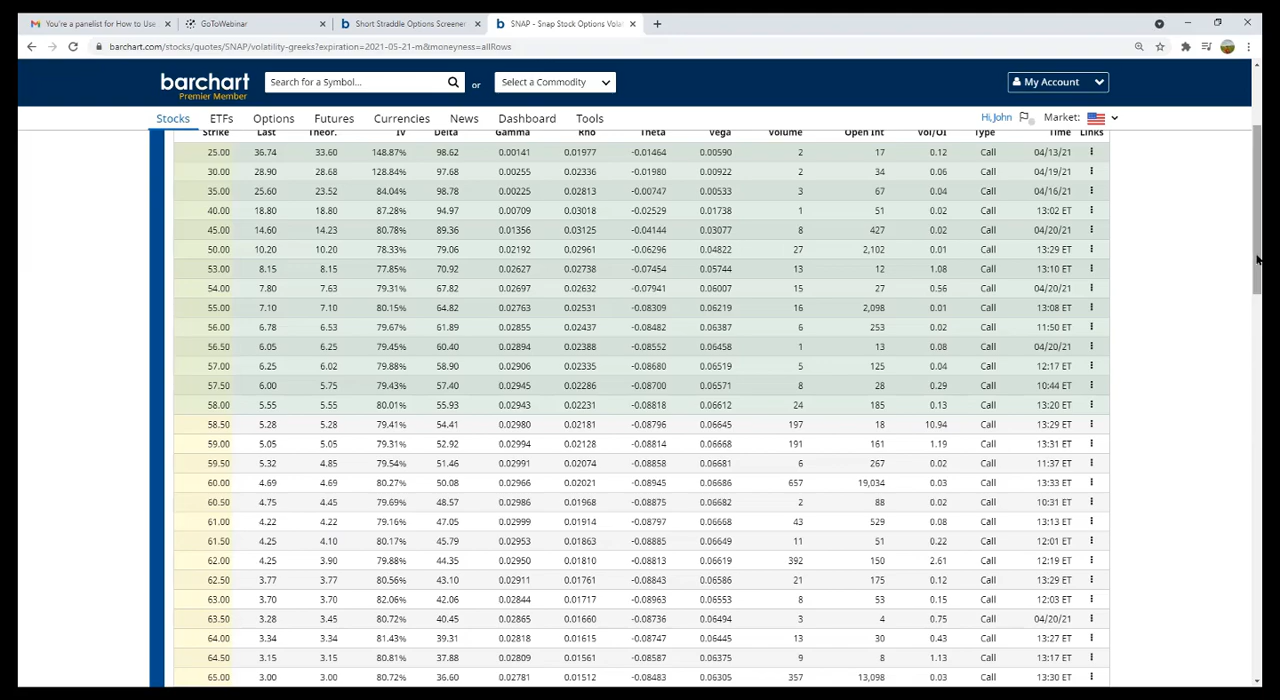 You're a panelist for How to Use
GoToWebinar
Short Straddle Options Screener
SNAP - Snap Stock Options Vola
barchart.com/stocks/quotes/SNAP/volatility-greeks?expiration=2021-05-21-m&moneyness=allRows
barchart
Premier Member
Search for a Symbol...
or
Select a Commodity
My Account
Stocks ETFs Options Futures Currencies News Dashboard Tools
Hi, John
Market:
Strike Last Theor. IV Delta Gamma Rho Theta Vega Volume Open Int Vol/OI Type Time Links
25.00 36.74 33.60 148.87% 98.62 0.00141 0.01977 -0.01464 0.00590 2 17 0.12 Call 04/13/21
30.00 28.90 28.68 128.84% 97.68 0.00255 0.02336 -0.01980 0.00922 2 34 0.06 Call 04/19/21
35.00 25.60 23.52 84.04% 98.78 0.00225 0.02813 -0.00747 0.00533 3 67 0.04 Call 04/16/21
40.00 18.80 18.80 87.28% 94.97 0.00709 0.03018 -0.02529 0.01738 1 51 0.02 Call 13:02 ET
45.00 14.60 14.23 80.78% 89.36 0.01356 0.03125 -0.04144 0.03077 8 427 0.02 Call 04/20/21
50.00 10.20 10.20 78.33% 79.06 0.02192 0.02961 -0.06296 0.04822 27 2,102 0.01 Call 13:29 ET
53.00 8.15 8.15 77.85% 70.92 0.02627 0.02738 -0.07454 0.05744 13 12 1.08 Call 13:10 ET
54.00 7.80 7.63 79.31% 67.82 0.02697 0.02632 -0.07941 0.06007 15 27 0.56 Call 04/20/21
55.00 7.10 7.10 80.15% 64.82 0.02763 0.02531 -0.08309 0.06219 16 2,098 0.01 Call 13:08 ET
56.00 6.78 6.53 79.67% 61.89 0.02855 0.02437 -0.08482 0.06387 6 253 0.02 Call 11:50 ET
56.50 6.05 6.25 79.45% 60.40 0.02894 0.02388 -0.08552 0.06458 1 13 0.08 Call 04/20/21
57.00 6.25 6.02 79.88% 58.90 0.02906 0.02335 -0.08680 0.06519 5 125 0.04 Call 12:17 ET
57.50 6.00 5.75 79.43% 57.40 0.02945 0.02286 -0.08700 0.06571 8 28 0.29 Call 10:44 ET
58.00 5.55 5.55 80.01% 55.93 0.02943 0.02231 -0.08818 0.06612 24 185 0.13 Call 13:20 ET
58.50 5.28 5.28 79.41% 54.41 0.02980 0.02181 -0.08796 0.06645 197 18 10.94 Call 13:29 ET
59.00 5.05 5.05 79.31% 52.92 0.02994 0.02128 -0.08814 0.06668 191 161 1.19 Call 13:31 ET
59.50 5.32 4.85 79.54% 51.46 0.02991 0.02074 -0.08858 0.06681 6 267 0.02 Call 11:37 ET
60.00 4.69 4.69 80.27% 50.08 0.02966 0.02021 -0.08945 0.06686 657 19,034 0.03 Call 13:33 ET
60.50 4.75 4.45 79.69% 48.57 0.02986 0.01968 -0.08875 0.06682 2 88 0.02 Call 10:31 ET
61.00 4.22 4.22 79.16% 47.05 0.02999 0.01914 -0.08797 0.06668 43 529 0.08 Call 13:13 ET
61.50 4.25 4.10 80.17% 45.79 0.02953 0.01863 -0.08885 0.06649 11 51 0.22 Call 12:01 ET
62.00 4.25 3.90 79.88% 44.35 0.02950 0.01810 -0.08813 0.06619 392 150 2.61 Call 12:19 ET
62.50 3.77 3.77 80.56% 43.10 0.02911 0.01761 -0.08843 0.06586 21 175 0.12 Call 13:29 ET
63.00 3.70 3.70 82.06% 42.06 0.02844 0.01717 -0.08963 0.06553 8 53 0.15 Call 12:03 ET
63.50 3.28 3.45 80.72% 40.45 0.02865 0.01660 -0.08736 0.06494 3 4 0.75 Call 04/20/21
64.00 3.34 3.34 81.43% 39.31 0.02818 0.01615 -0.08747 0.06445 13 30 0.43 Call 13:27 ET
64.50 3.15 3.15 80.81% 37.88 0.02809 0.01561 -0.08587 0.06375 9 8 1.13 Call 13:17 ET
65.00 3.00 3.00 80.72% 36.60 0.02781 0.01512 -0.08483 0.06305 357 13,098 0.03 Call 13:30 ET